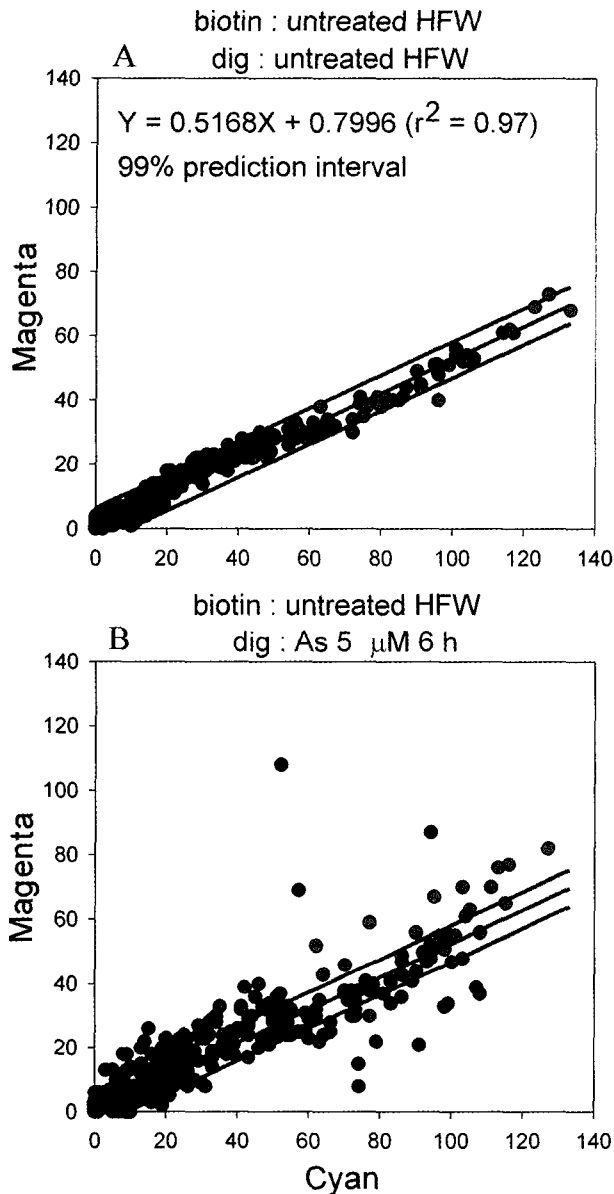 biotin : untreated HFW
A dig : untreated HFW
140
Y = 0.5168X + 0.7996 (r² = 0.97)
120
99% prediction interval
100
80
Magenta
60
40
20
0
0 20 40 60 80 100 120 140
biotin : untreated HFW
B dig : As 5 μM 6 h
140
120
100
80
Magenta
60
40
20
0
0 20 40 60 80 100 120 140
Cyan